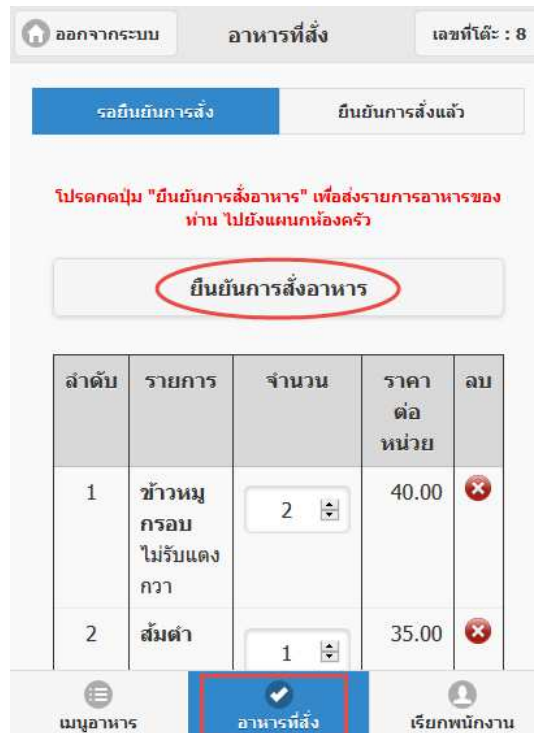 ออกจากระบบ อาหารที่สั่ง เลขที่โต๊ะ : 8
รอยืนยันการสั่ง ยืนยันการสั่งแล้ว
โปรดกดปุ่ม "ยืนยันการสั่งอาหาร" เพื่อส่งรายการอาหารของ
ท่าน ไปยังแผนกห้องครัว
ยืนยันการสั่งอาหาร
ลำดับ รายการ จำนวน ราคา ลบ
ต่อ
หน่วย
1 ข้าวหมู 2 40.00
กรอบ
ไม่รับแตง
กวา
2 ส้มตำ 1 35.00
เมนูอาหาร อาหารที่สั่ง เรียกพนักงาน